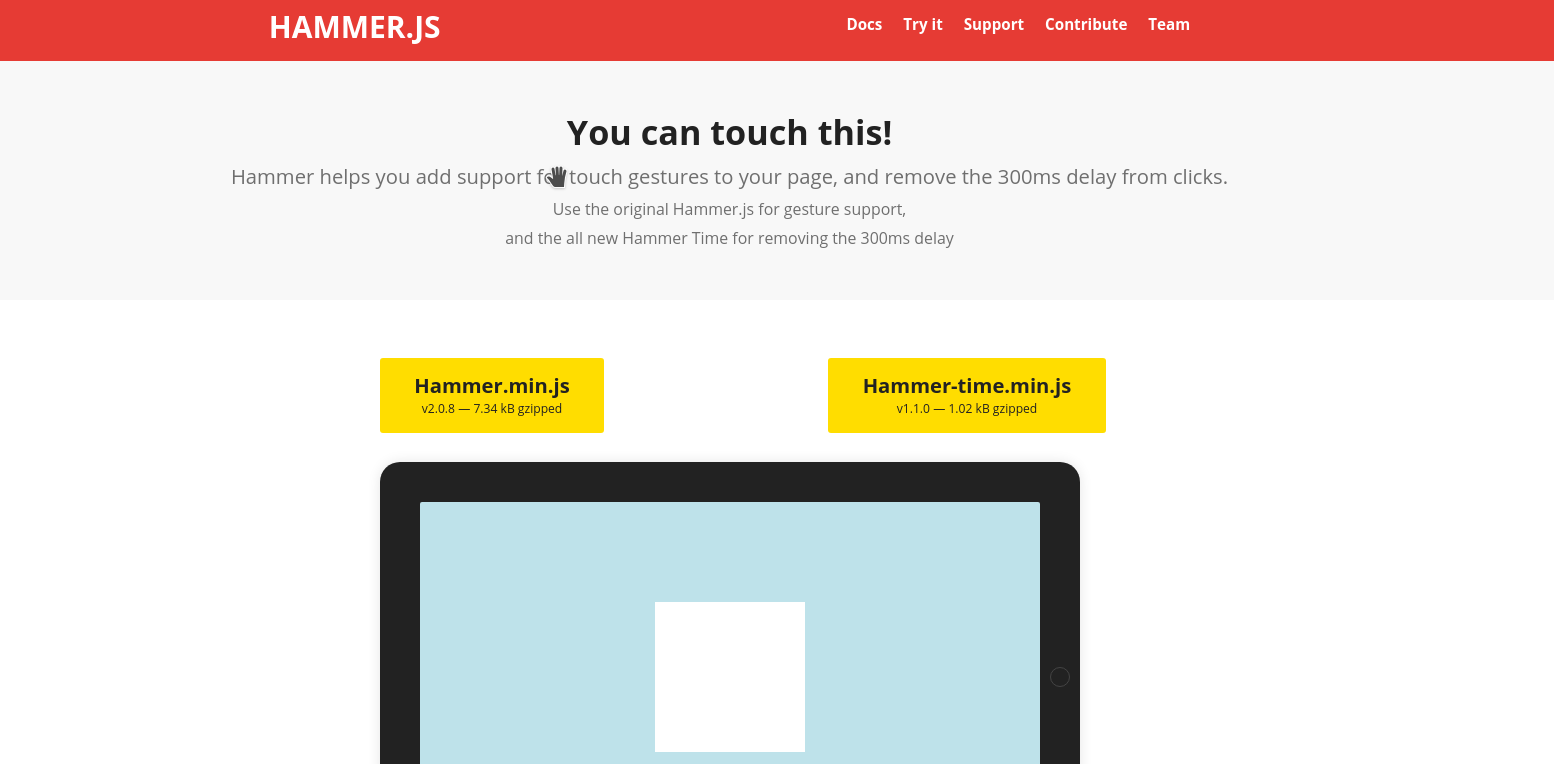 HAMMER.JS
Docs Try it Support Contribute Team
You can touch this!
Hammer helps you add support for touch gestures to your page, and remove the 300ms delay from clicks.
Use the original Hammer.js for gesture support,
and the all new Hammer Time for removing the 300ms delay
Hammer.min.js
v2.0.8 — 7.34 kB gzipped
Hammer-time.min.js
v1.1.0 — 1.02 kB gzipped